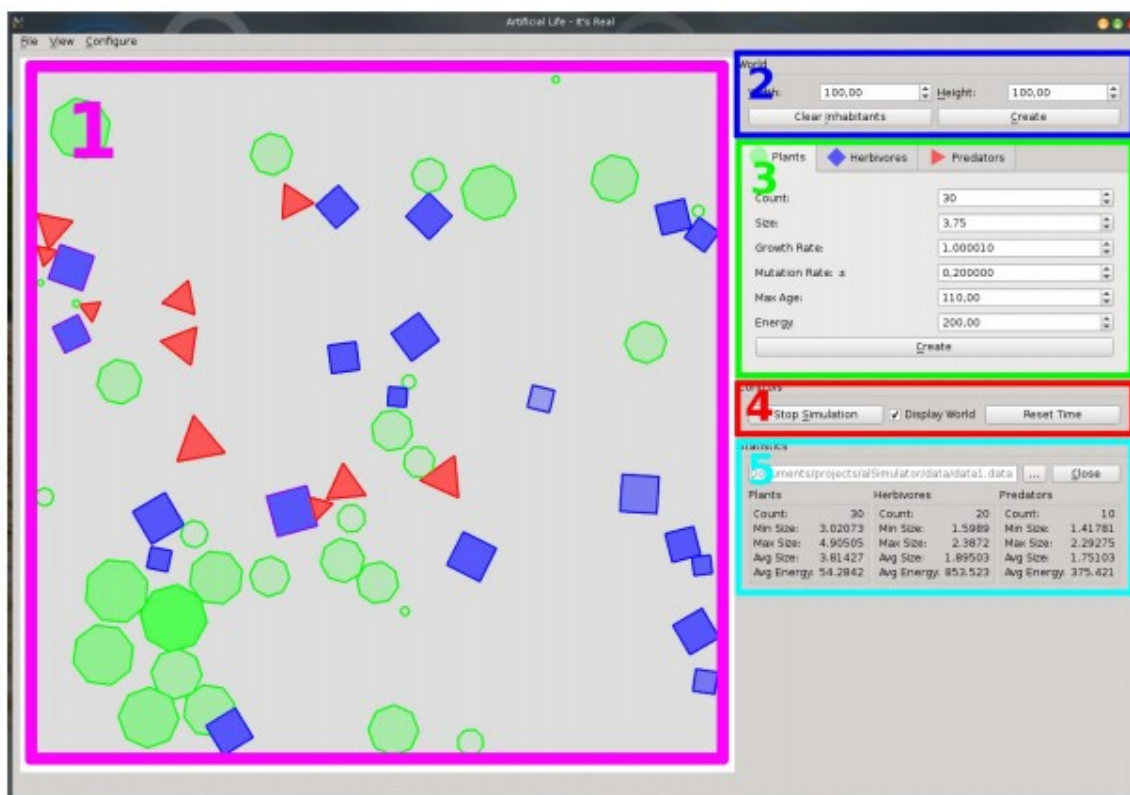 Artificial Life - It's Real
File View Configure
1
World
2
Width: 100,00 Height: 100,00
Clear Inhabitants Create
3
Plants Herbivores Predators
Count: 30
Size: 3,75
Growth Rate: 1,000010
Mutation Rate: ± 0,200000
Max Age: 110,00
Energy 200,00
Create
Controls
4
Stop Simulation Display World Reset Time
Statistics
5
ocuments/projects/alSimulator/data/data1.data ... Close
Plants Herbivores Predators
Count: 30 Count: 20 Count: 10
Min Size: 3.02073 Min Size: 1.5989 Min Size: 1.41781
Max Size: 4.90505 Max Size: 2.3872 Max Size: 2.29275
Avg Size: 3.81427 Avg Size: 1.89503 Avg Size: 1.75103
Avg Energy: 54.2842 Avg Energy: 853.523 Avg Energy: 375.421